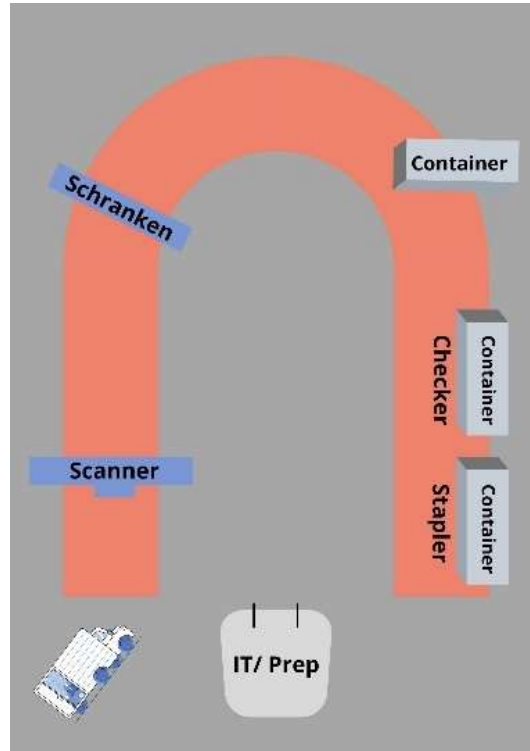 Schranken
Container
Checker
Container
Scanner
Stapler
Container
IT/ Prep